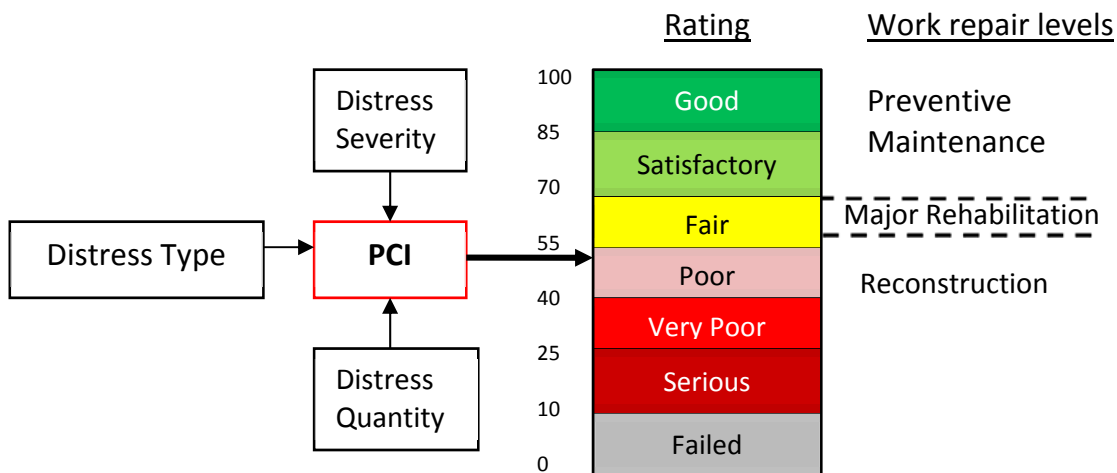 Rating
Work repair levels
Distress
Severity
Distress Type
PCI
Distress
Quantity
100
85
70
55
40
25
10
0
Good
Satisfactory
Fair
Poor
Very Poor
Serious
Failed
Preventive
Maintenance
Major Rehabilitation
Reconstruction